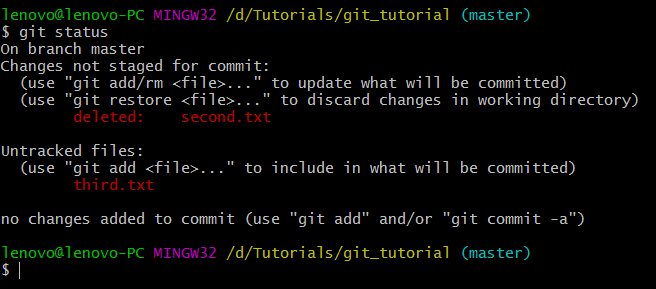 lenovo@lenovo-PC MINGW32 /d/Tutorials/git_tutorial (master)
$ git status
On branch master
Changes not staged for commit:
  (use "git add/rm <file>..." to update what will be committed)
  (use "git restore <file>..." to discard changes in working directory)
        deleted:    second.txt

Untracked files:
  (use "git add <file>..." to include in what will be committed)
        third.txt

no changes added to commit (use "git add" and/or "git commit -a")

lenovo@lenovo-PC MINGW32 /d/Tutorials/git_tutorial (master)
$